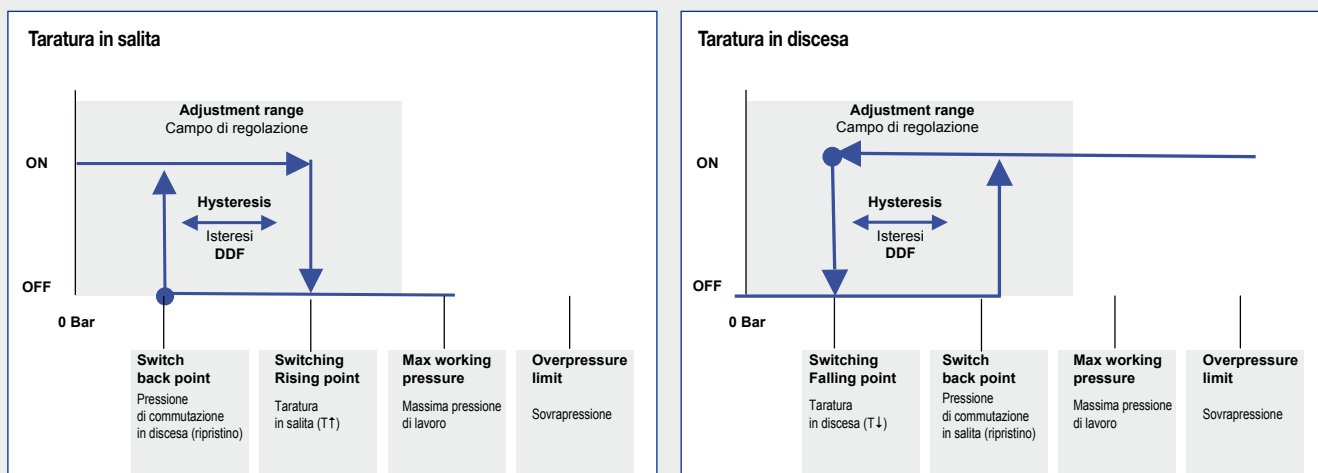 Taratura in salita
Adjustment range
Campo di regolazione
ON
Hysteresis
Isteresi
DDF
OFF
0 Bar
Switch
back point
Pressione
di commutazione
in discesa (ripristino)
Switching
Rising point
Taratura
in salita (T↑)
Max working
pressure
Massima pressione
di lavoro
Overpressure
limit
Sovrapressione
Taratura in discesa
Adjustment range
Campo di regolazione
ON
Hysteresis
Isteresi
DDF
OFF
0 Bar
Switching
Falling point
Taratura
in discesa (T↓)
Switch
back point
Pressione
di commutazione
in salita (ripristino)
Max working
pressure
Massima pressione
di lavoro
Overpressure
limit
Sovrapressione